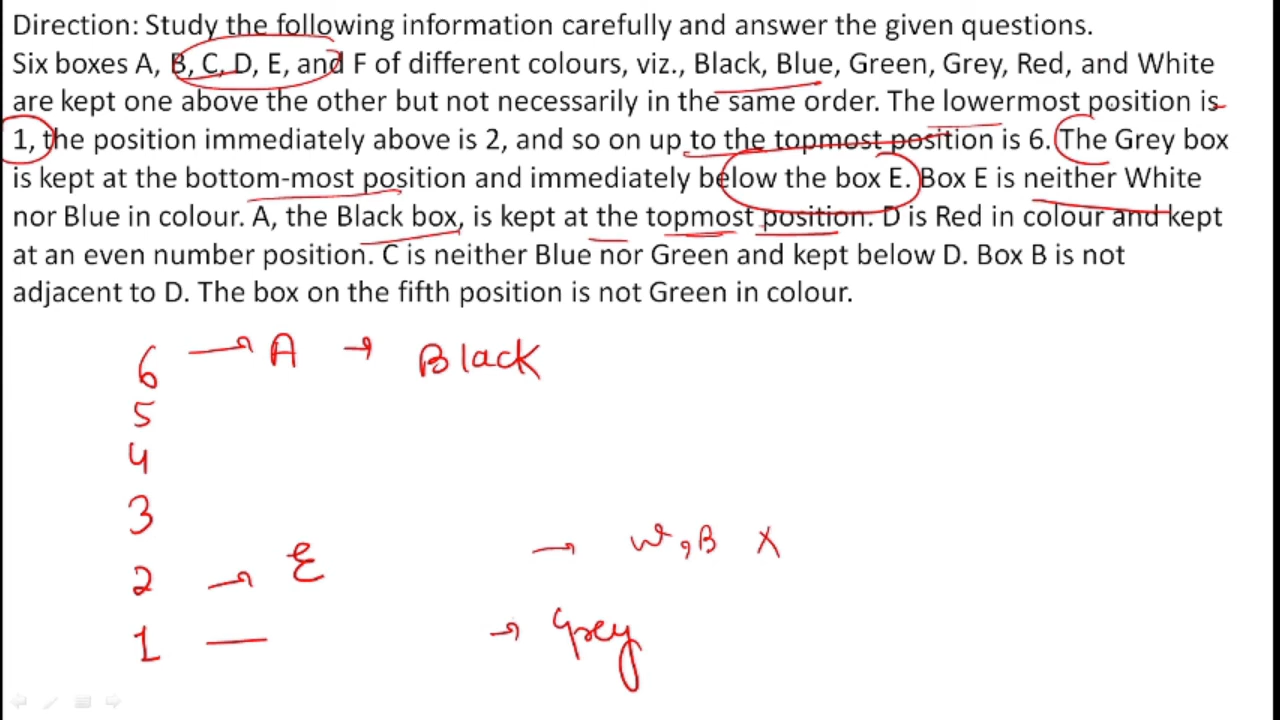 Direction: Study the following information carefully and answer the given questions.
Six boxes A, B, C, D, E, and F of different colours, viz., Black, Blue, Green, Grey, Red, and White
are kept one above the other but not necessarily in the same order. The lowermost position is
1, the position immediately above is 2, and so on up to the topmost position is 6. The Grey box
is kept at the bottom-most position and immediately below the box E. Box E is neither White
nor Blue in colour. A, the Black box, is kept at the topmost position. D is Red in colour and kept
at an even number position. C is neither Blue nor Green and kept below D. Box B is not
adjacent to D. The box on the fifth position is not Green in colour.
6 → A → Black
5
4
3
2 → E → W, B X
1 — → Grey